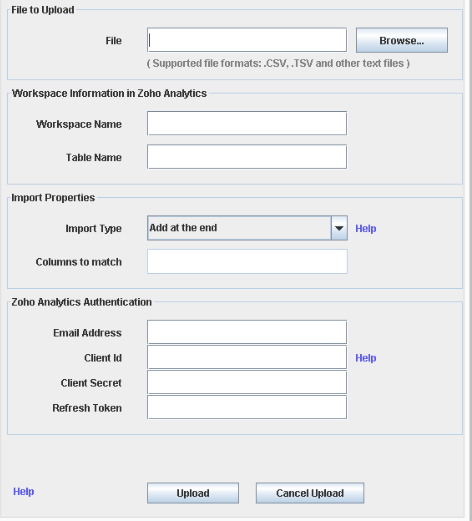 File to Upload
File
Browse...
( Supported file formats: .CSV, .TSV and other text files )
Workspace Information in Zoho Analytics
Workspace Name
Table Name
Import Properties
Import Type Add at the end Help
Columns to match
Zoho Analytics Authentication
Email Address
Client Id Help
Client Secret
Refresh Token
Help Upload Cancel Upload